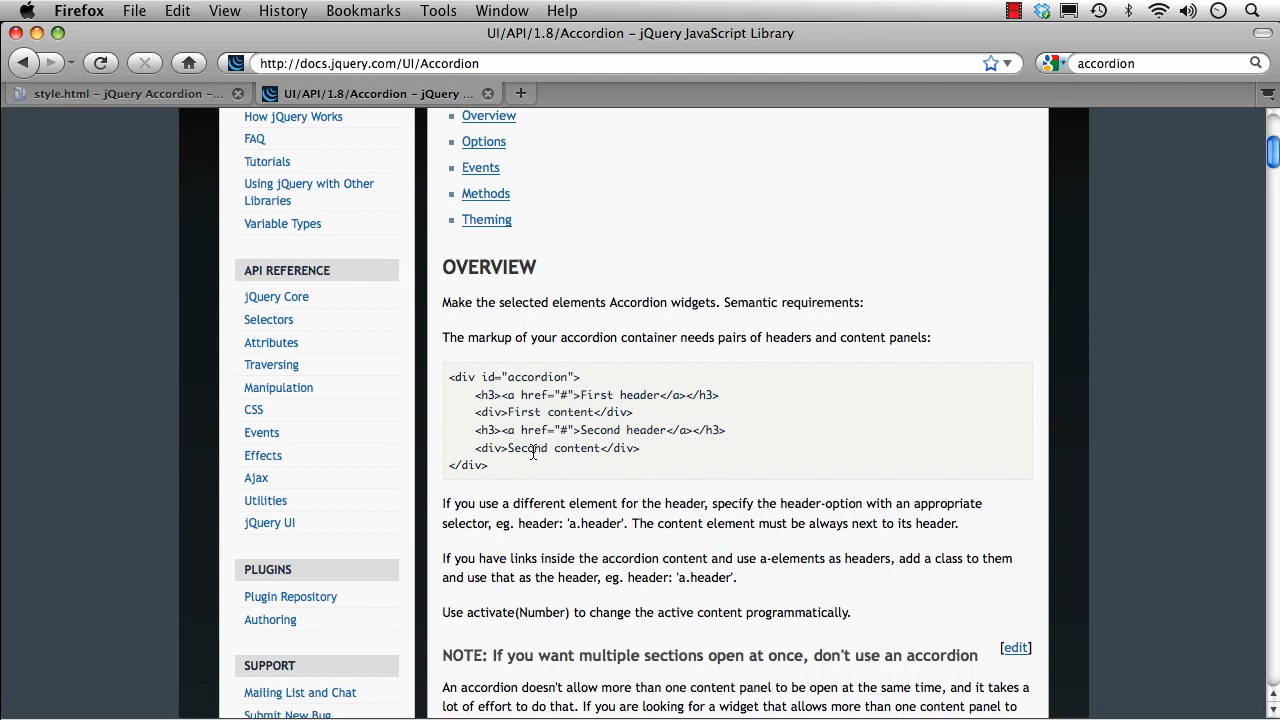 Firefox File Edit View History Bookmarks Tools Window Help
UI/API/1.8/Accordion – jQuery JavaScript Library
http://docs.jquery.com/UI/Accordion
accordion
style.html – jQuery Accordion –...
UI/API/1.8/Accordion – jQuery ...
How jQuery Works
FAQ
Tutorials
Using jQuery with Other
Libraries
Variable Types
API REFERENCE
jQuery Core
Selectors
Attributes
Traversing
Manipulation
CSS
Events
Effects
Ajax
Utilities
jQuery UI
PLUGINS
Plugin Repository
Authoring
SUPPORT
Mailing List and Chat
Submit New Bug
Overview
Options
Events
Methods
Theming
OVERVIEW
Make the selected elements Accordion widgets. Semantic requirements:
The markup of your accordion container needs pairs of headers and content panels:
<div id="accordion">
<h3><a href="#">First header</a></h3>
<div>First content</div>
<h3><a href="#">Second header</a></h3>
<div>Second content</div>
</div>
If you use a different element for the header, specify the header-option with an appropriate
selector, eg. header: 'a.header'. The content element must be always next to its header.
If you have links inside the accordion content and use a-elements as headers, add a class to them
and use that as the header, eg. header: 'a.header'.
Use activate(Number) to change the active content programmatically.
[edit]
NOTE: If you want multiple sections open at once, don't use an accordion
An accordion doesn't allow more than one content panel to be open at the same time, and it takes a
lot of effort to do that. If you are looking for a widget that allows more than one content panel to